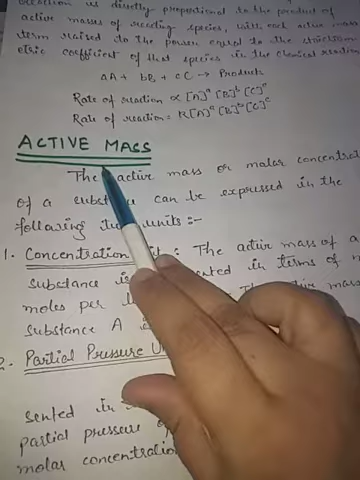 reaction is directly proportional to the product of
active masses of reacting species, with each active mass
term raised to the power equal to the stoichiom
etric coefficient of that species in the chemical reaction
aA + bB + cC → Products
Rate of reaction ∝ [A]ᵃ [B]ᵇ [C]ᶜ
Rate of reaction = K[A]ᵃ [B]ᵇ [C]ᶜ
ACTIVE MASS
The active mass or molar concentrat
of a can be expressed in the
following two units :-
1. Concentration : The active mass of a
substance is in terms of
moles per
substance A
2. Partial Pressure
sented in
partial pressure
molar concentration